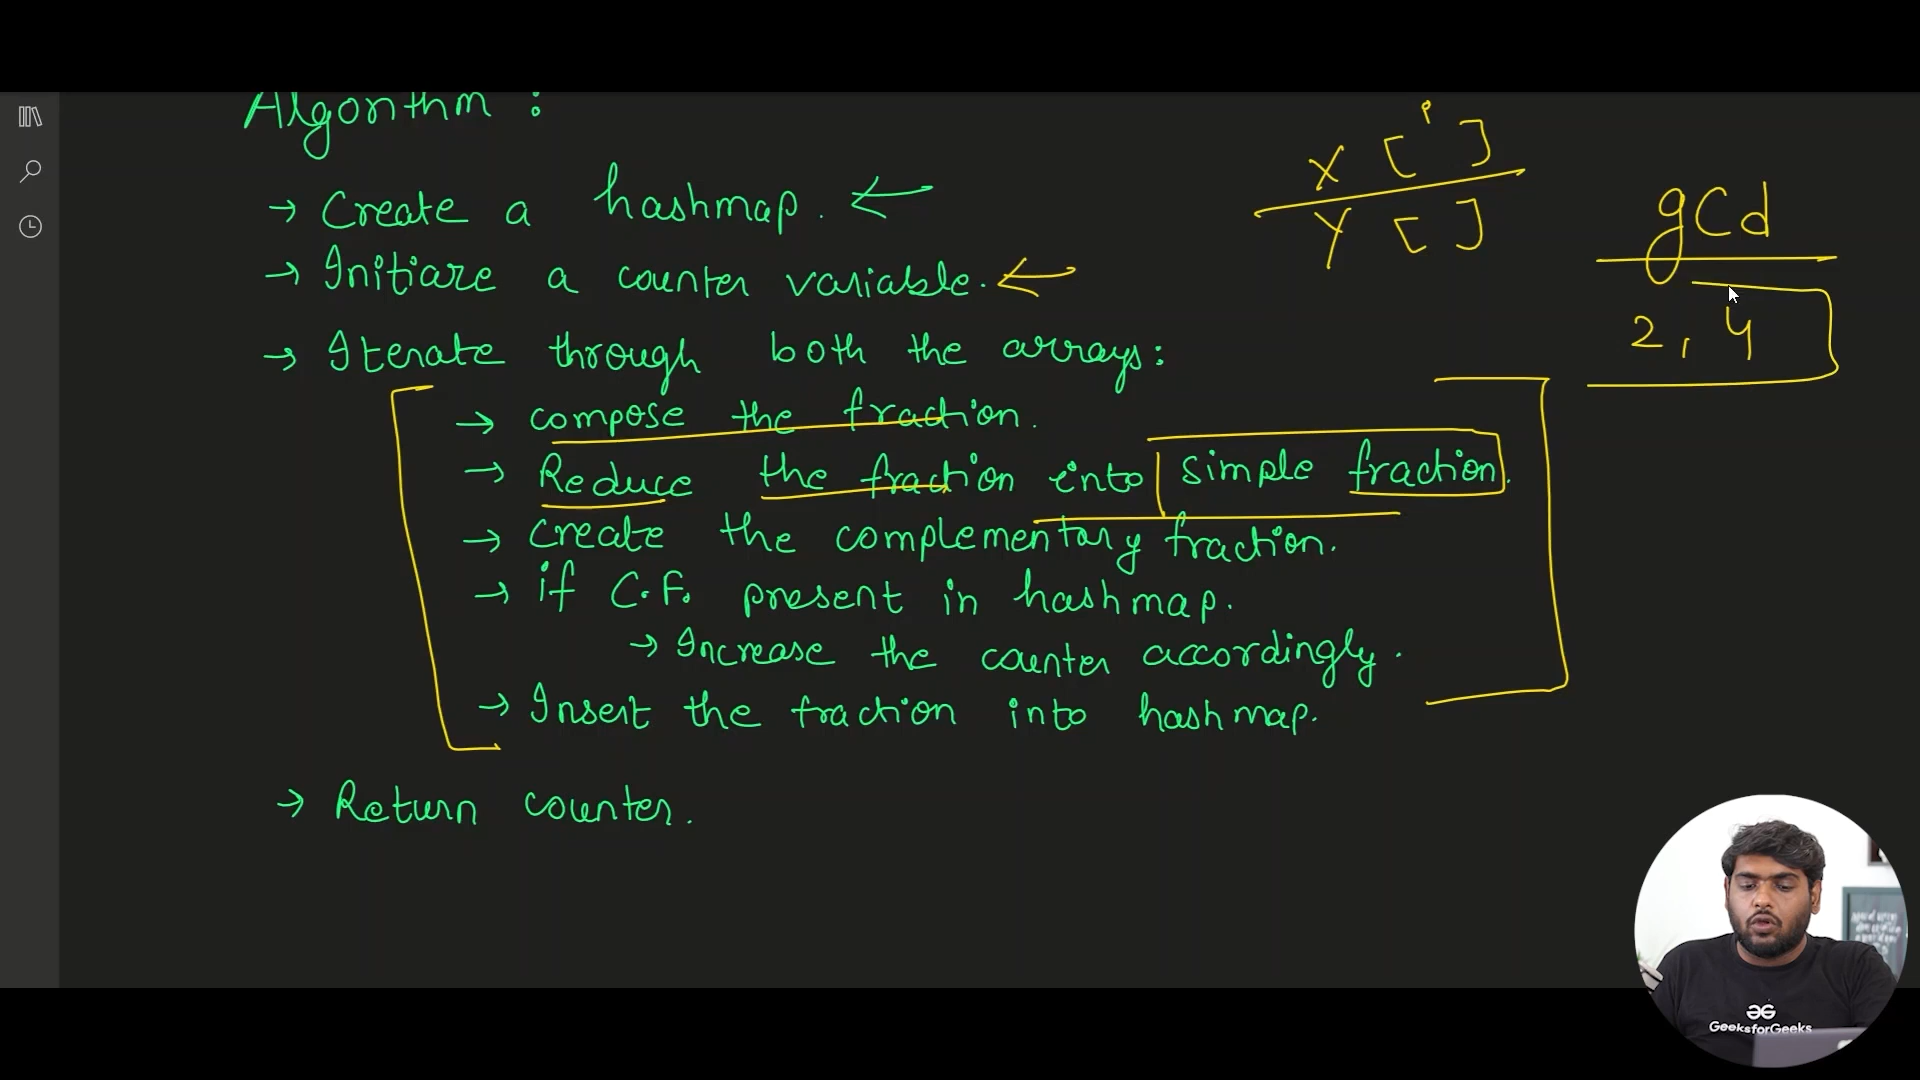 Algorithm :
→ Create a hashmap. ←
→ Initiare a counter variable. ←
→ Iterate through both the arrays:
→ compose the fraction.
→ Reduce the fraction into simple fraction.
→ Create the complementary fraction.
→ if C.F. present in hashmap.
→ Increase the counter accordingly.
→ Insert the fraction into hashmap.
→ Return counter.
X [i]
Y [ ]
gcd
2, 4
GeeksforGeeks